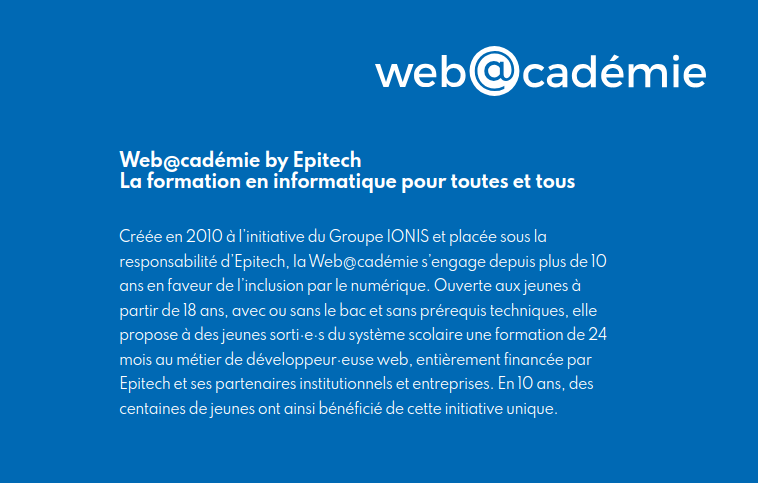 web@cadémie
Web@cadémie by Epitech
La formation en informatique pour toutes et tous
Créée en 2010 à l'initiative du Groupe IONIS et placée sous la
responsabilité d'Epitech, la Web@cadémie s'engage depuis plus de 10
ans en faveur de l'inclusion par le numérique. Ouverte aux jeunes à
partir de 18 ans, avec ou sans le bac et sans prérequis techniques, elle
propose à des jeunes sorti·e·s du système scolaire une formation de 24
mois au métier de développeur·euse web, entièrement financée par
Epitech et ses partenaires institutionnels et entreprises. En 10 ans, des
centaines de jeunes ont ainsi bénéficié de cette initiative unique.